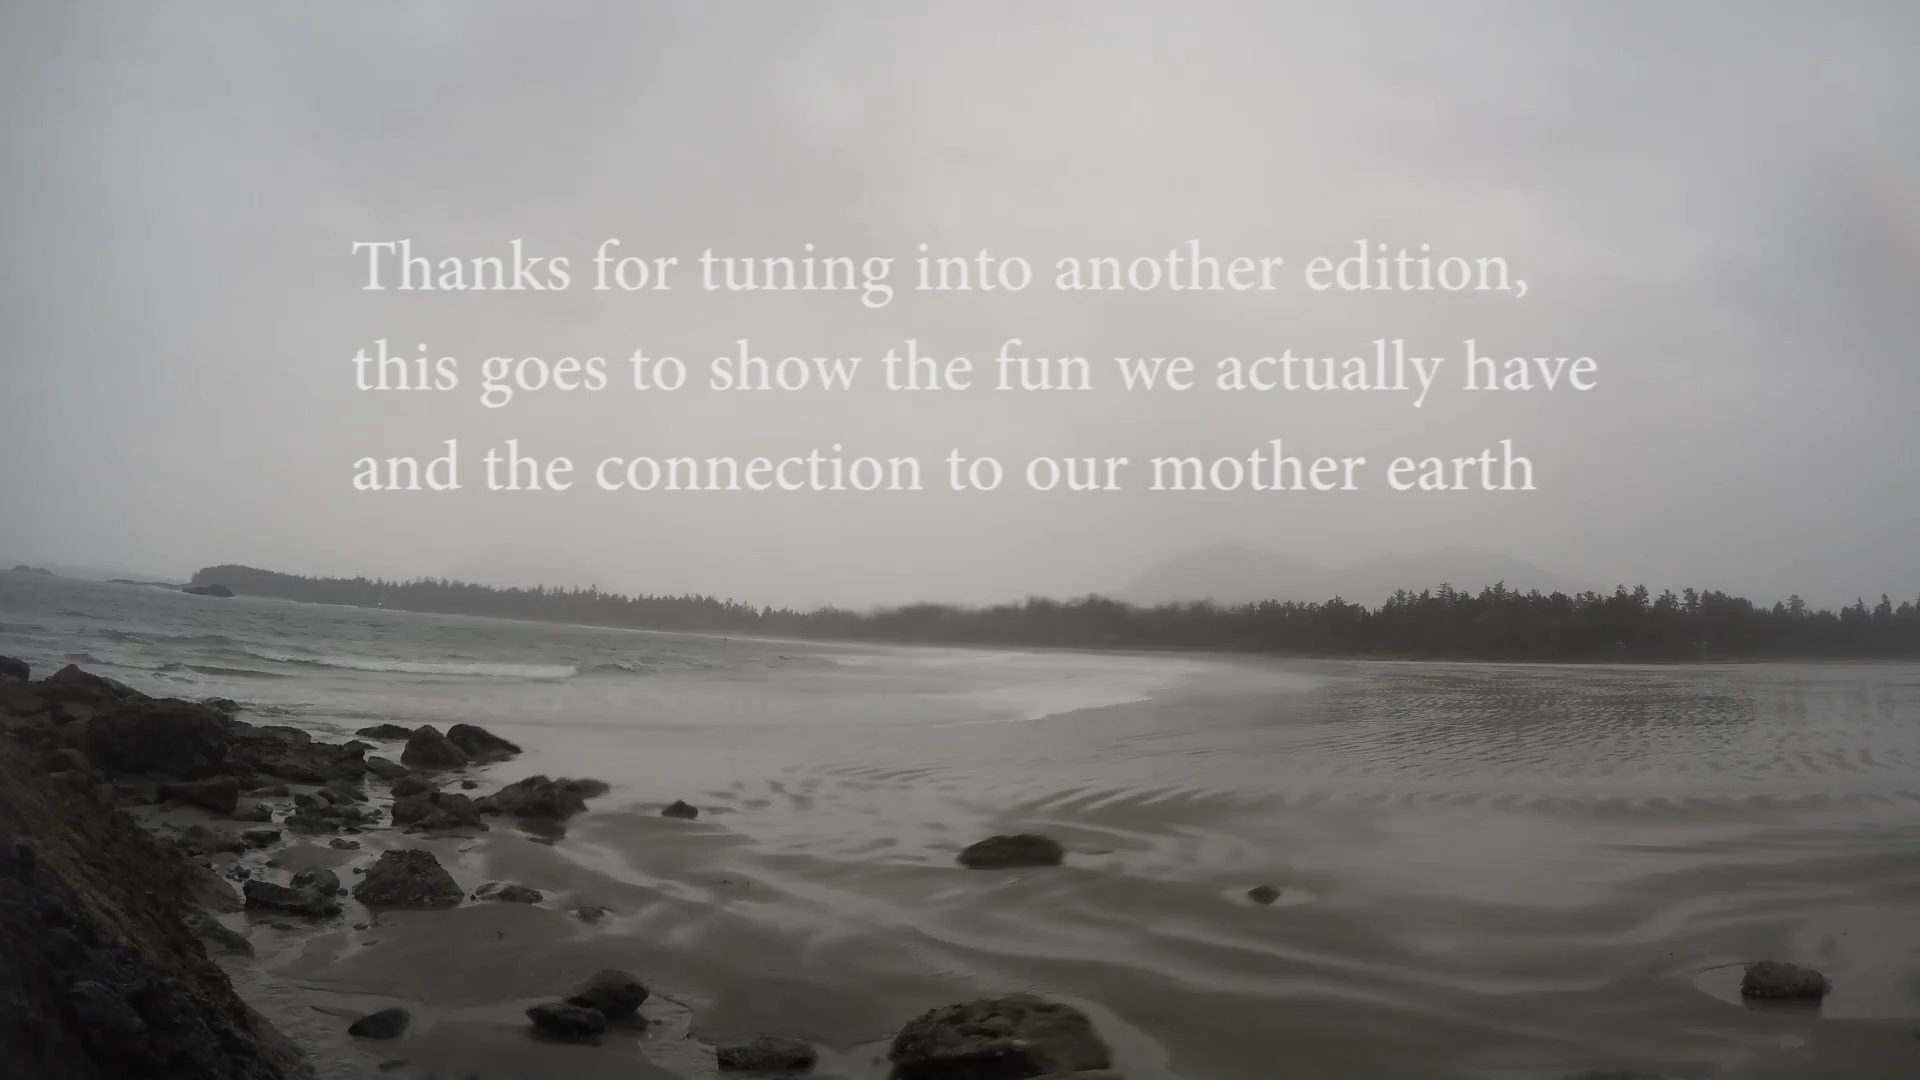 Thanks for tuning into another edition,
this goes to show the fun we actually have
and the connection to our mother earth